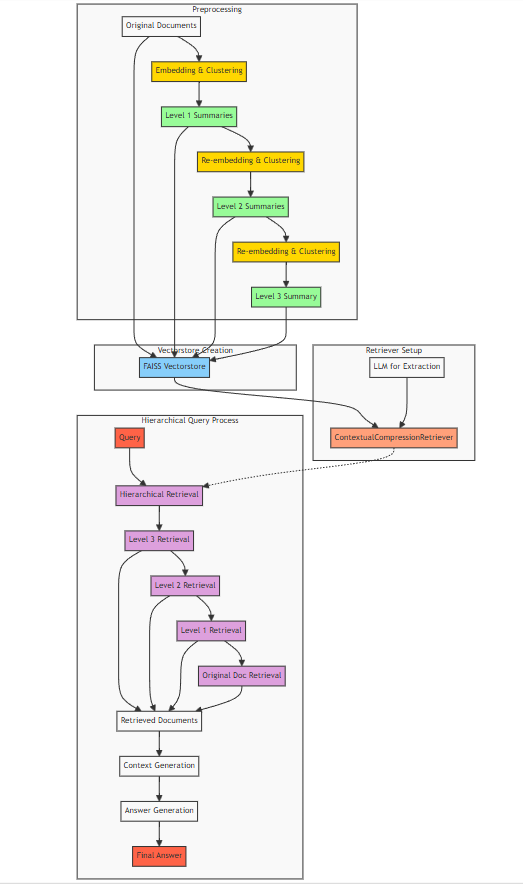 Preprocessing
Original Documents
Embedding & Clustering
Level 1 Summaries
Re-embedding & Clustering
Level 2 Summaries
Re-embedding & Clustering
Level 3 Summary
Vectorstore Creation
FAISS Vectorstore
Retriever Setup
LLM for Extraction
ContextualCompressionRetriever
Hierarchical Query Process
Query
Hierarchical Retrieval
Level 3 Retrieval
Level 2 Retrieval
Level 1 Retrieval
Original Doc Retrieval
Retrieved Documents
Context Generation
Answer Generation
Final Answer